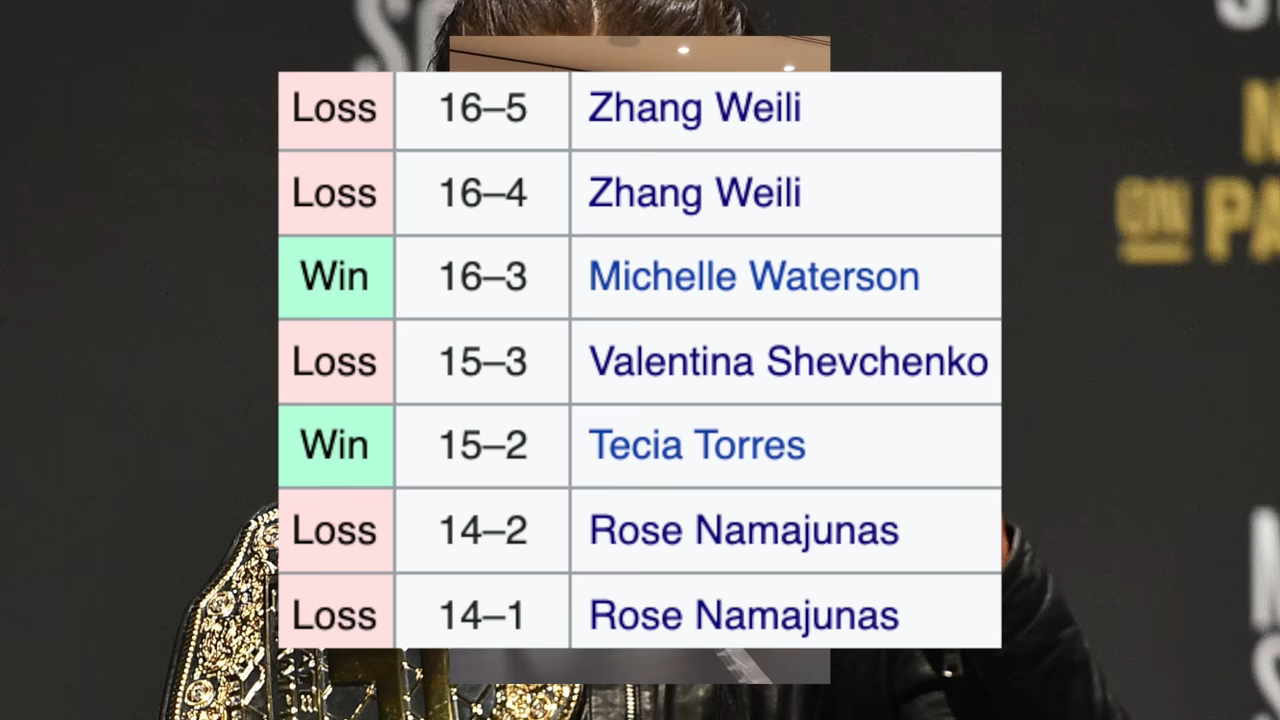 Loss 16–5 Zhang Weili
Loss 16–4 Zhang Weili
Win 16–3 Michelle Waterson
Loss 15–3 Valentina Shevchenko
Win 15–2 Tecia Torres
Loss 14–2 Rose Namajunas
Loss 14–1 Rose Namajunas